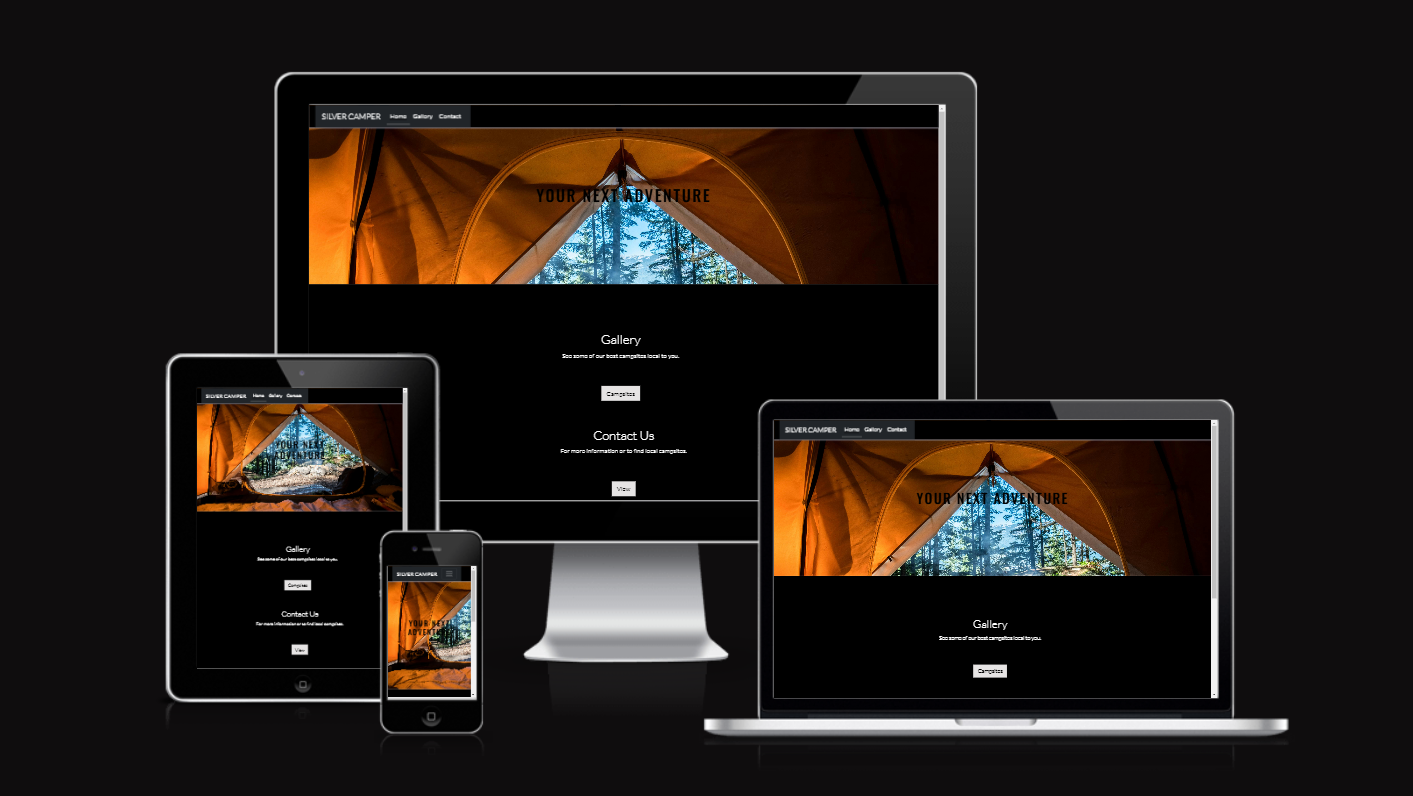 SILVER CAMPER Home Gallery Contact
YOUR NEXT ADVENTURE
Gallery
See some of our best campsites local to you.
Campsites
Contact Us
For more information or to find local campsites.
View
SILVER CAMPER Home Gallery Contact
YOUR NEXT
ADVENTURE
Gallery
See some of our best campsites local to you.
Campsites
Contact Us
For more information or to find local campsites.
View
SILVER CAMPER
YOUR NEXT
ADVENTURE
SILVER CAMPER Home Gallery Contact
YOUR NEXT ADVENTURE
Gallery
See some of our best campsites local to you.
Campsites